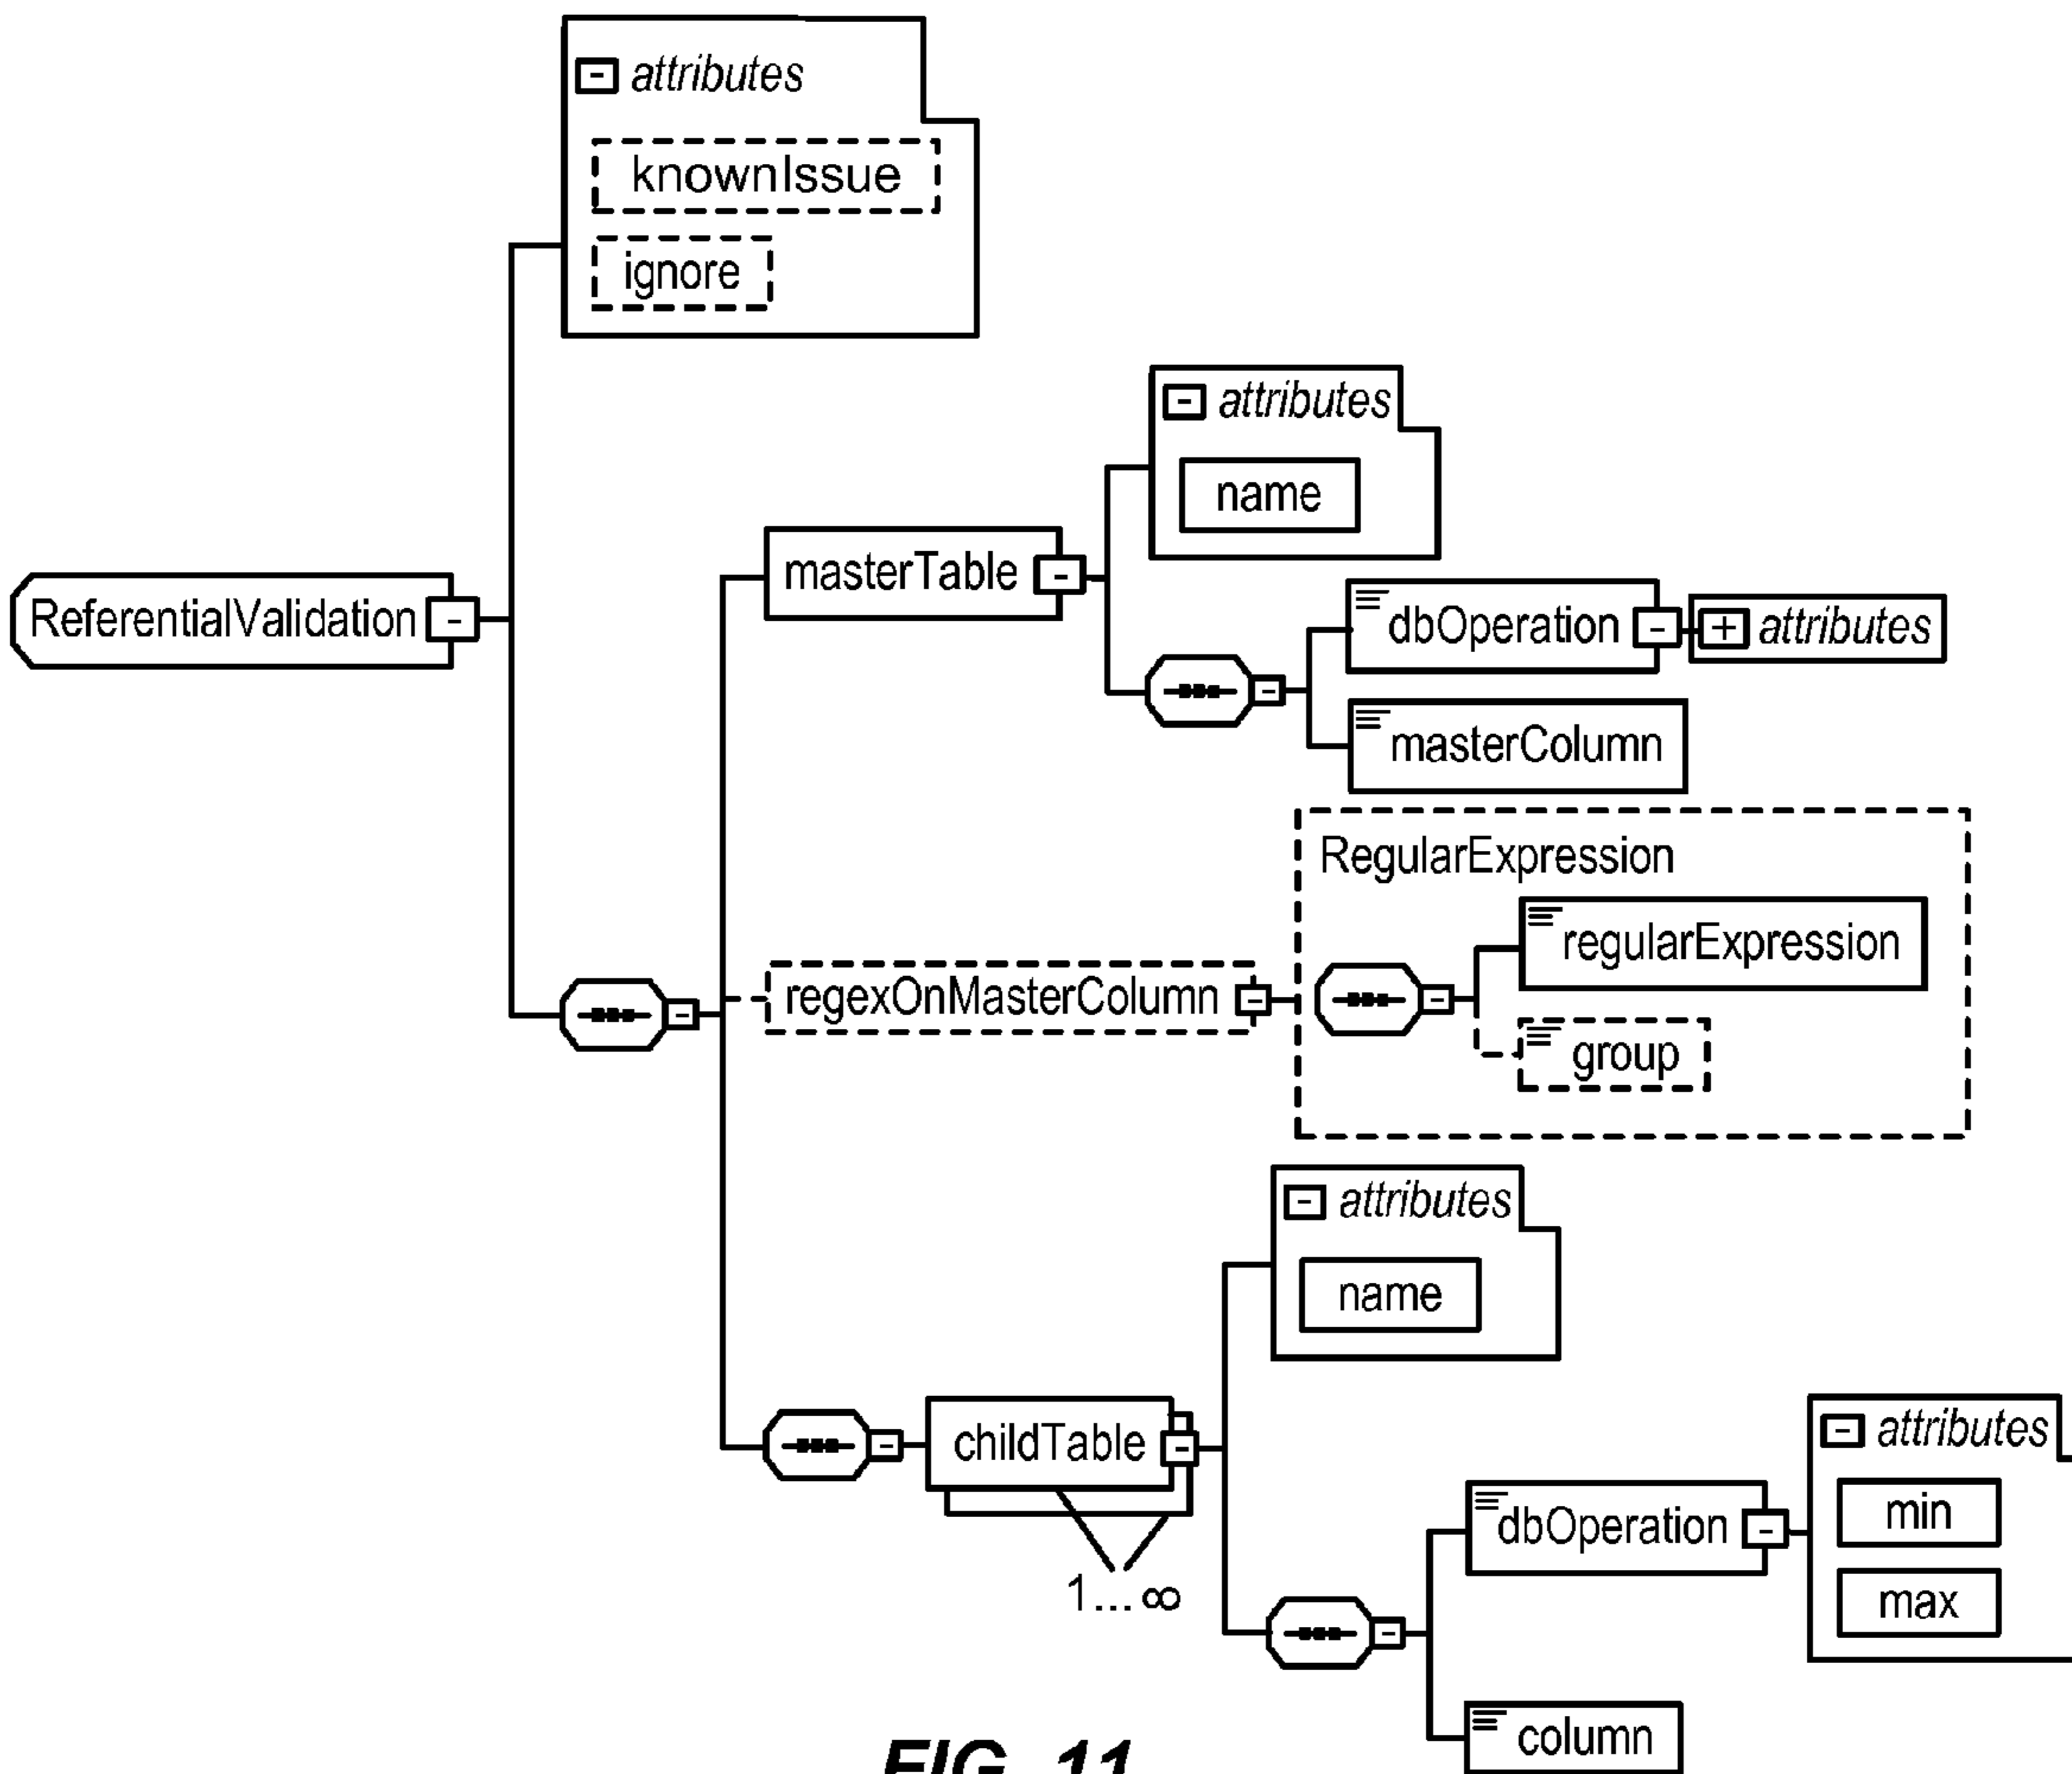 attributes
knownIssue
ignore
attributes
name
ReferentialValidation
masterTable
dbOperation
attributes
masterColumn
RegularExpression
regexOnMasterColumn
regularExpression
group
attributes
name
childTable
1... ∞
attributes
dbOperation
min
max
column
FIG. 11